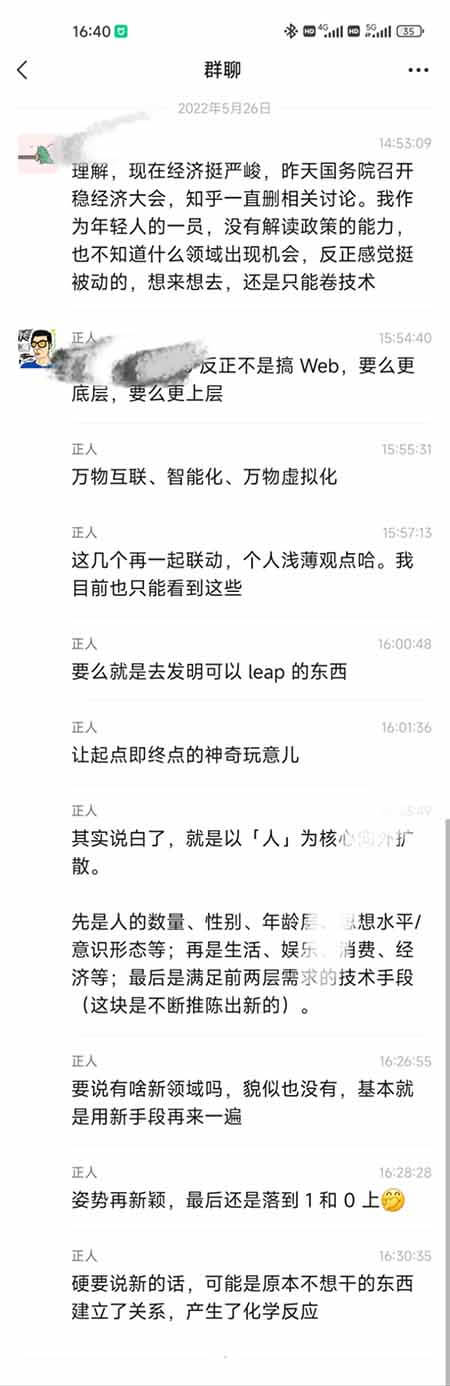 16:40
HD 4G HD 5G 35
群聊
2022年5月26日
14:53:09
理解，现在经济挺严峻，昨天国务院召开
稳经济大会，知乎一直删相关讨论。我作
为年轻人的一员，没有解读政策的能力，
也不知道什么领域出现机会，反正感觉挺
被动的，想来想去，还是只能卷技术
正人 15:54:40
反正不是搞 Web，要么更
底层，要么更上层
正人 15:55:31
万物互联、智能化、万物虚拟化
正人 15:57:13
这几个再一起联动，个人浅薄观点哈。我
目前也只能看到这些
正人 16:00:48
要么就是去发明可以 leap 的东西
正人 16:01:36
让起点即终点的神奇玩意儿
正人
其实说白了，就是以「人」为核心向外扩
散。
先是人的数量、性别、年龄层、思想水平/
意识形态等；再是生活、娱乐、消费、经
济等；最后是满足前两层需求的技术手段
（这块是不断推陈出新的）。
正人 16:26:55
要说有啥新领域吗，貌似也没有，基本就
是用新手段再来一遍
正人 16:28:28
姿势再新颖，最后还是落到 1 和 0 上🤭
正人 16:30:35
硬要说新的话，可能是原本不想干的东西
建立了关系，产生了化学反应